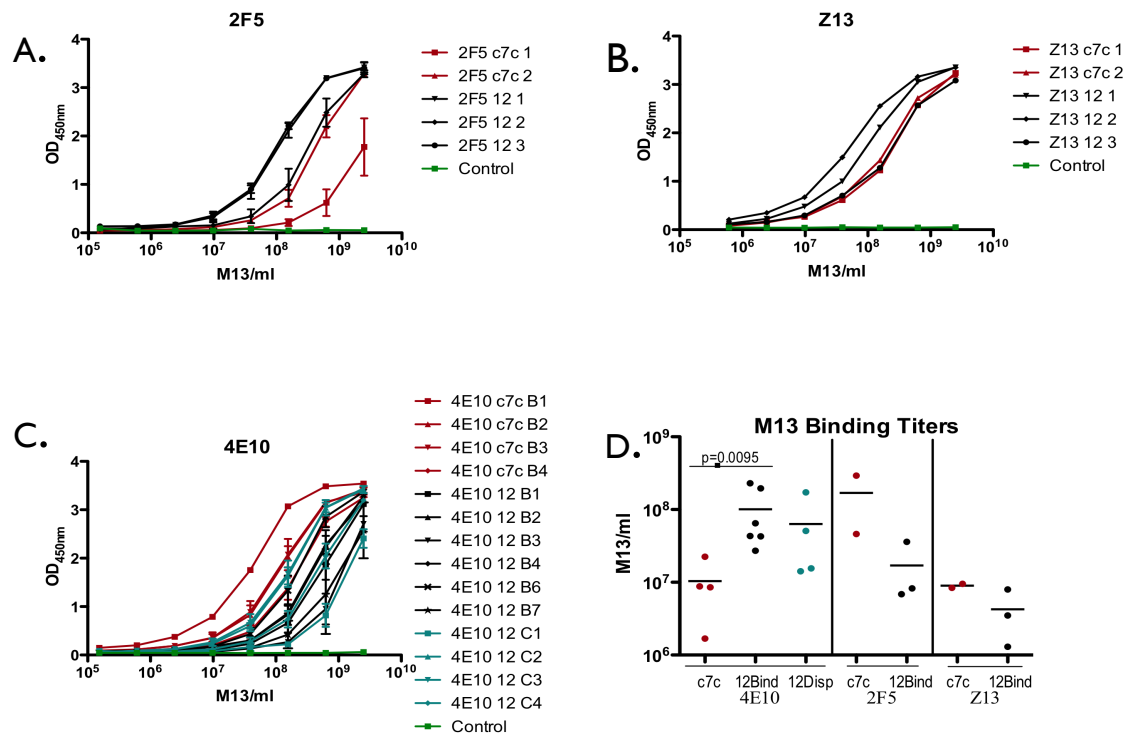 A.
2F5
4
3
2
1
0
OD450nm
10^5
10^6
10^7
10^8
10^9
10^10
M13/ml
2F5 c7c 1
2F5 c7c 2
2F5 12 1
2F5 12 2
2F5 12 3
Control
B.
Z13
4
3
2
1
0
OD450nm
10^5
10^6
10^7
10^8
10^9
10^10
M13/ml
Z13 c7c 1
Z13 c7c 2
Z13 12 1
Z13 12 2
Z13 12 3
Control
C.
4E10
4
3
2
1
0
OD450nm
10^5
10^6
10^7
10^8
10^9
10^10
M13/ml
4E10 c7c B1
4E10 c7c B2
4E10 c7c B3
4E10 c7c B4
4E10 12 B1
4E10 12 B2
4E10 12 B3
4E10 12 B4
4E10 12 B6
4E10 12 B7
4E10 12 C1
4E10 12 C2
4E10 12 C3
4E10 12 C4
Control
D.
M13 Binding Titers
10^9
10^8
10^7
10^6
M13/ml
p=0.0095
c7c 12Bind 12Disp c7c 12Bind c7c 12Bind
4E10 2F5 Z13